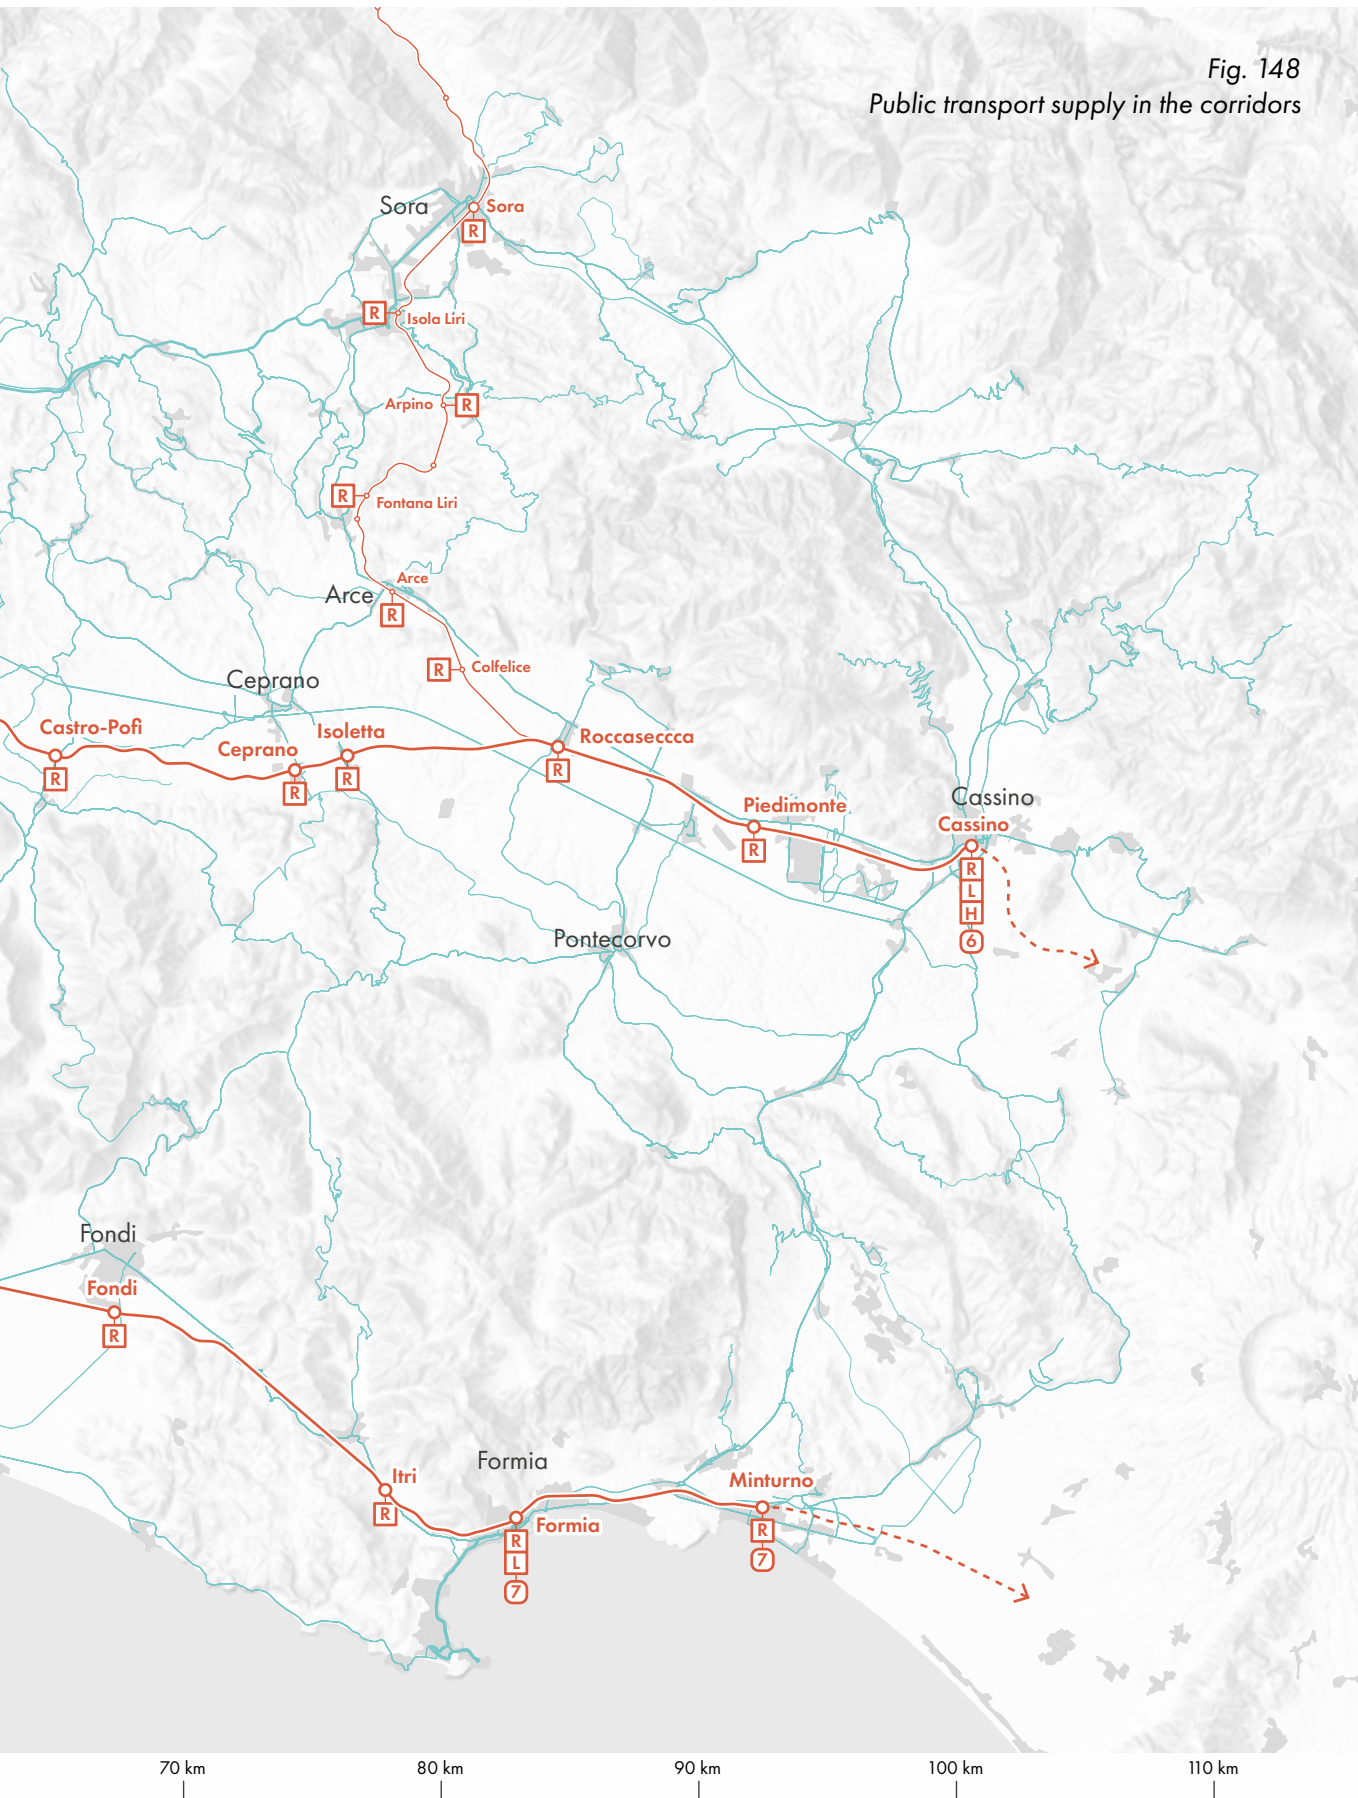 Fig. 148
Public transport supply in the corridors
Sora
Sora
R
R
Isola Liri
Arpino
R
R
Fontana Liri
Arce
Arce
R
R
Colfelice
Ceprano
Castro-Pofi
R
Ceprano
R
Isoletta
R
Roccaseccca
R
Piedimonte
R
Cassino
Cassino
R
L
H
6
Pontecorvo
Fondi
Fondi
R
Itri
R
Formia
Formia
R
L
7
Minturno
R
7
70 km
80 km
90 km
100 km
110 km